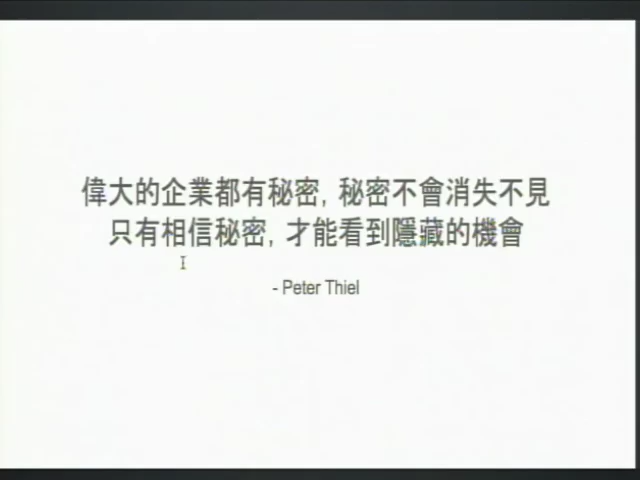 偉大的企業都有秘密, 秘密不會消失不見
只有相信秘密, 才能看到隱藏的機會
- Peter Thiel